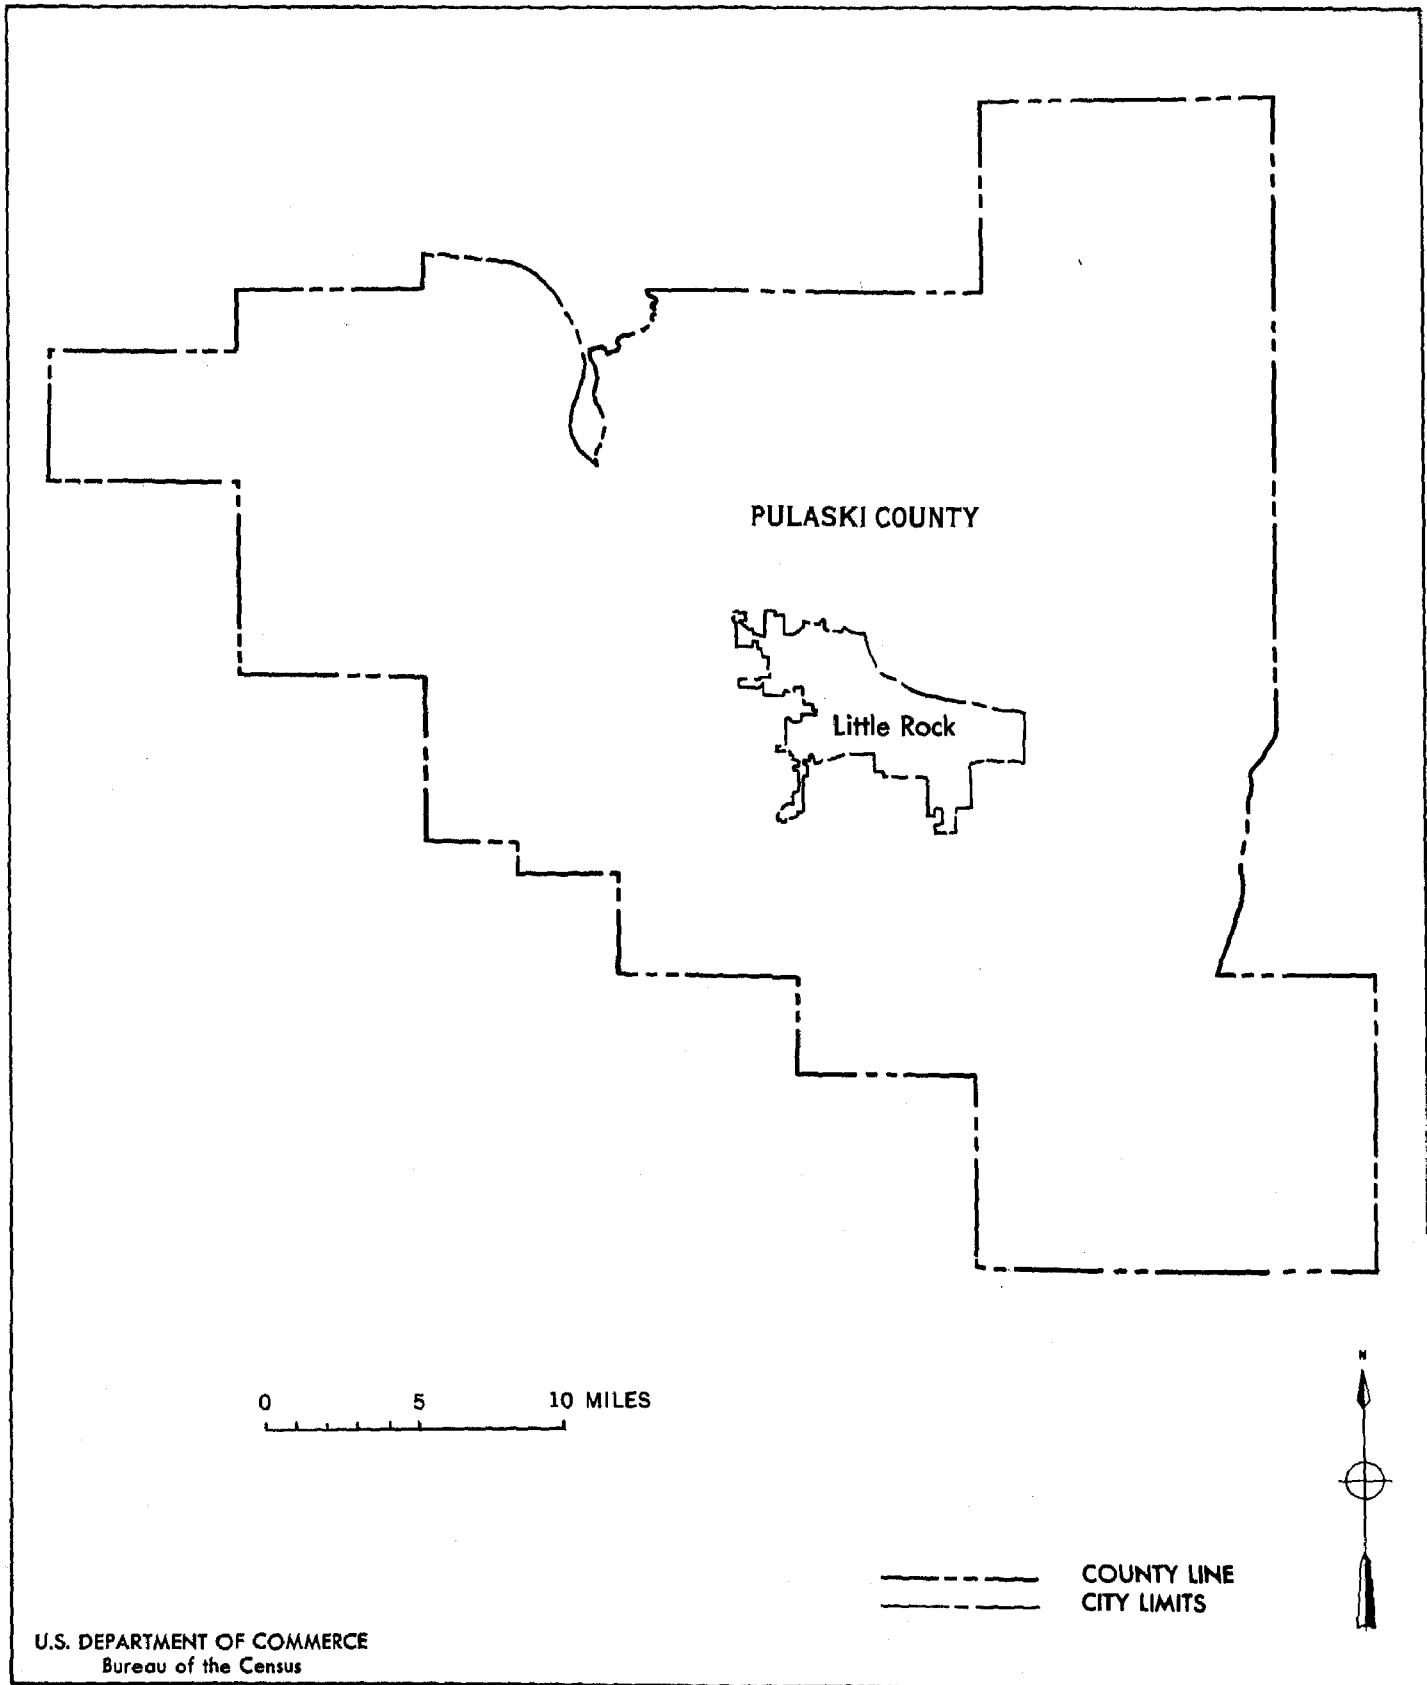 PULASKI COUNTY
Little Rock
0 5 10 MILES
N
COUNTY LINE
CITY LIMITS
U.S. DEPARTMENT OF COMMERCE
Bureau of the Census